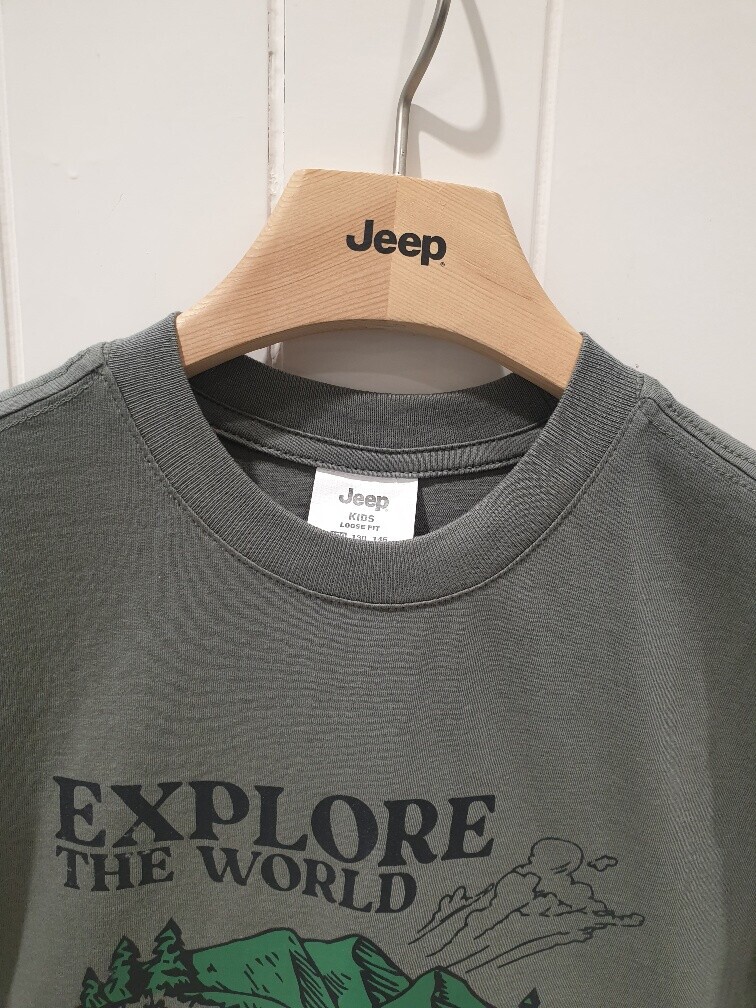 Jeep
Jeep
KIDS
LOOSE FIT
EXPLORE
THE WORLD